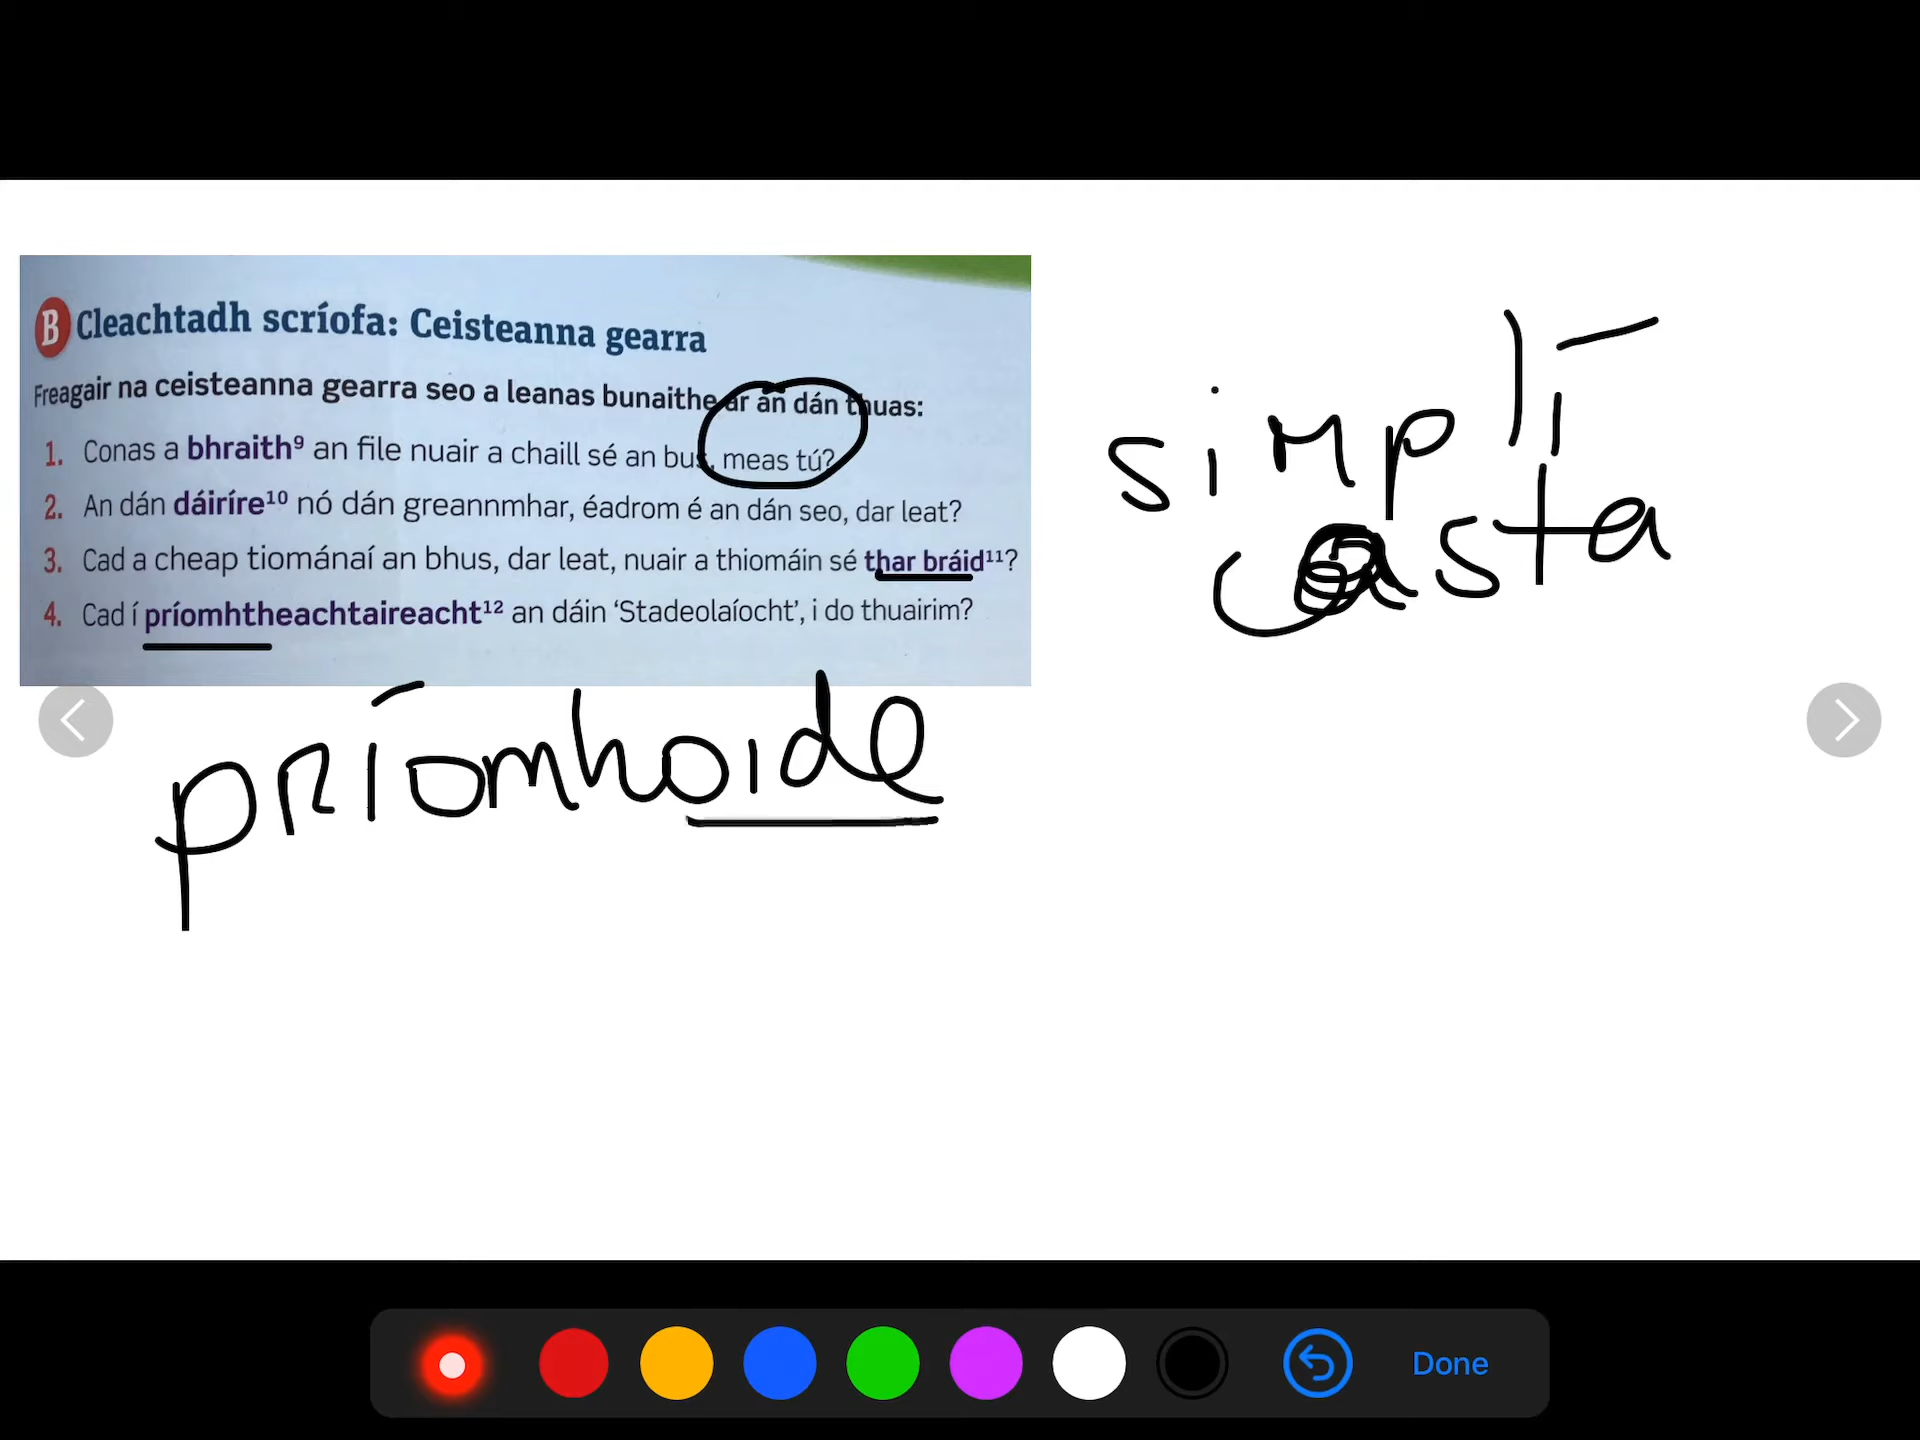 B Cleachtadh scríofa: Ceisteanna gearra
Freagair na ceisteanna gearra seo a leanas bunaithe ar an dán thuas:
1. Conas a bhraith⁹ an file nuair a chaill sé an bus, meas tú?
2. An dán dáiríre¹⁰ nó dán greannmhar, éadrom é an dán seo, dar leat?
3. Cad a cheap tiománaí an bhus, dar leat, nuair a thiomáin sé thar bráid¹¹?
4. Cad í príomhtheachtaireacht¹² an dáin ‘Stadeolaíocht’, i do thuairim?
príomhoide
simplí
casta
Done